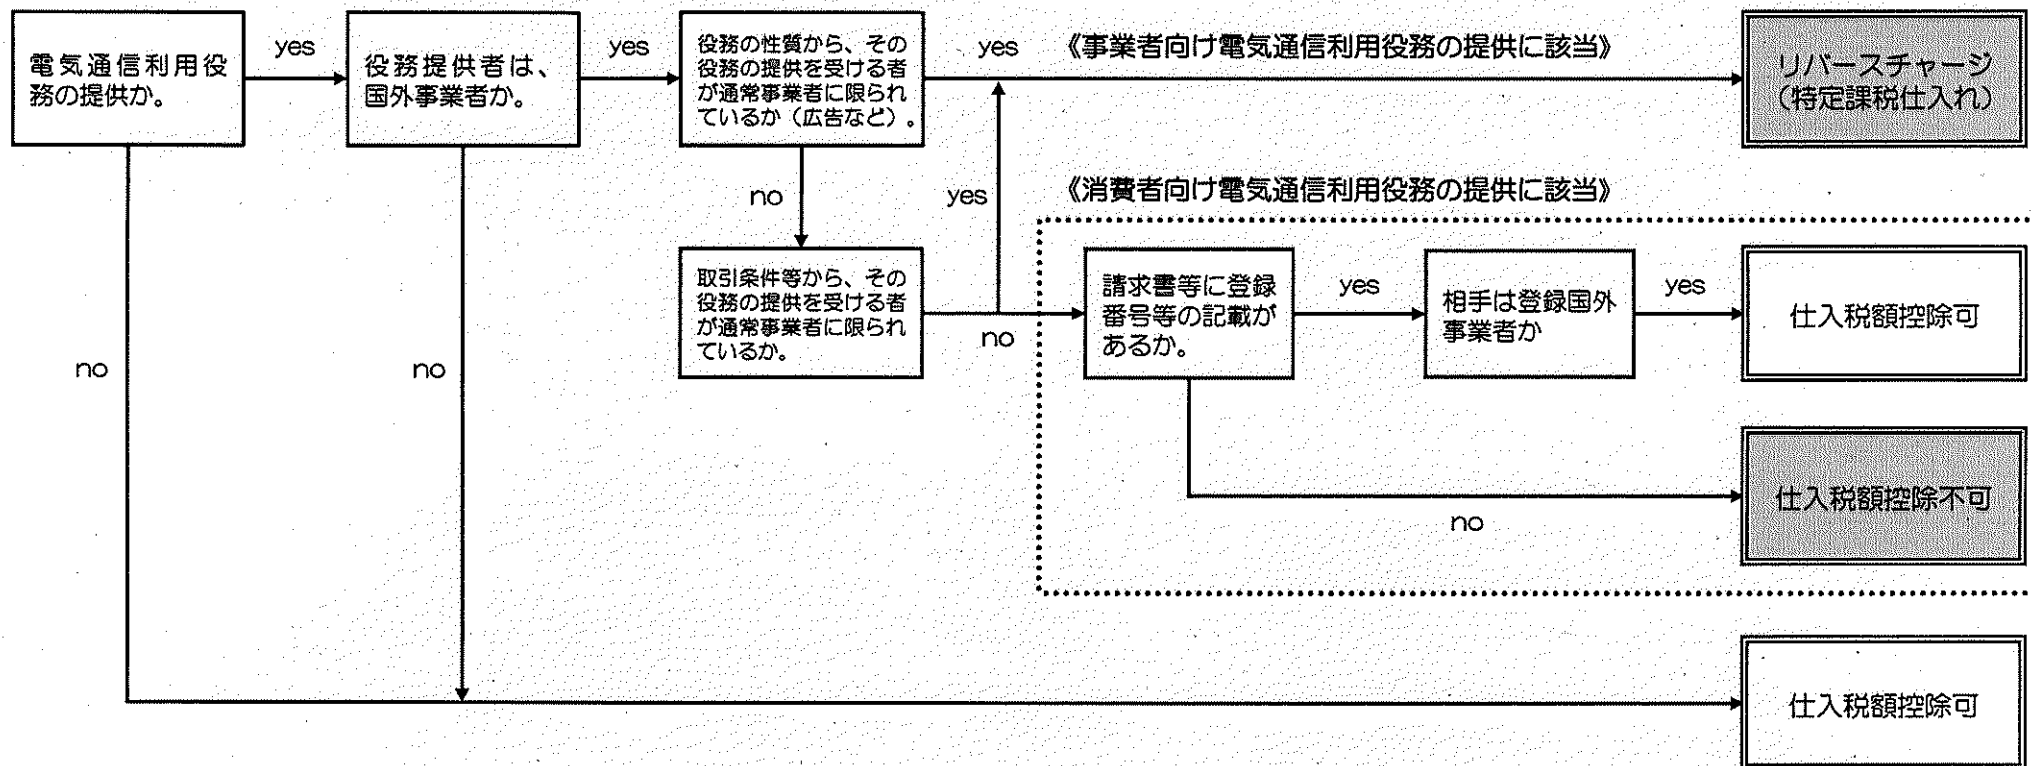 電気通信利用役
務の提供か。
yes
役務提供者は、
国外事業者か。
yes
役務の性質から、その
役務の提供を受ける者
が通常事業者に限られ
ているか（広告など）。
yes
《事業者向け電気通信利用役務の提供に該当》
リバースチャージ
（特定課税仕入れ）
no
yes
《消費者向け電気通信利用役務の提供に該当》
取引条件等から、その
役務の提供を受ける者
が通常事業者に限られ
ているか。
no
請求書等に登録
番号等の記載が
あるか。
yes
相手は登録国外
事業者か
yes
仕入税額控除可
no
no
no
仕入税額控除不可
仕入税額控除可